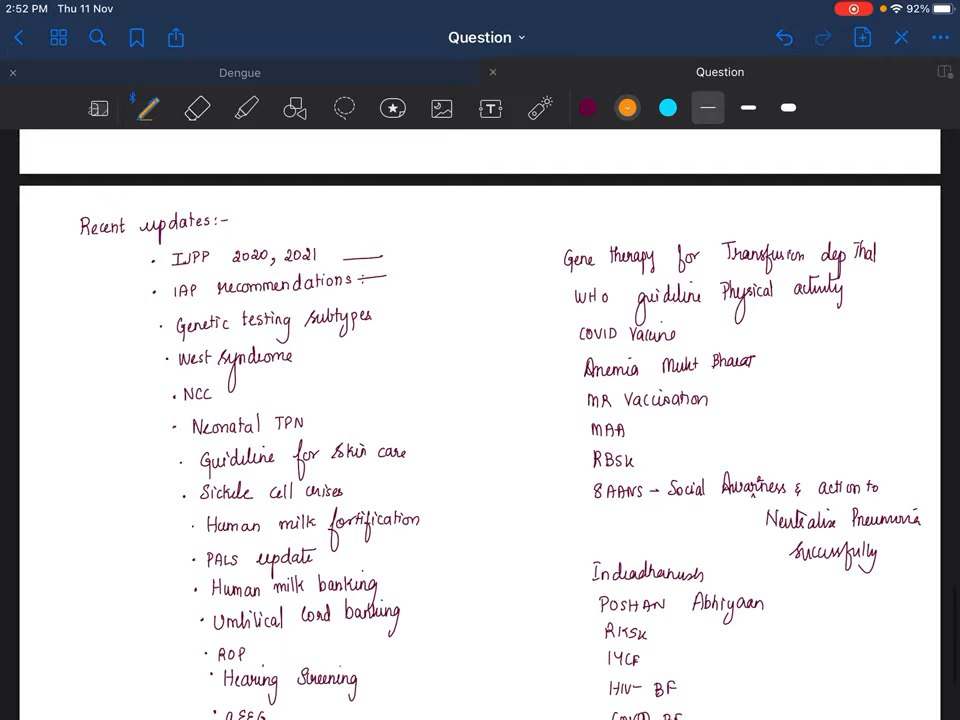 2:52 PM Thu 11 Nov
92%
Question
Dengue
Question
Recent updates:-
IJPP 2020, 2021
IAP recommendations:-
Genetic testing subtypes
West syndrome
NCC
Neonatal TPN
Guideline for skin care
Sickle cell crises
Human milk fortification
PALS update
Human milk banking
Umbilical cord banking
ROP
Hearing Screening
aEEG
Gene therapy for Transfusion dep Thal
WHO guideline Physical activity
COVID Vaccine
Anemia Mukt Bharat
MR Vaccination
MAA
RBSK
SAANS - Social Awareness & action to
Neutralise Pneumonia
successfully
Indradhanush
POSHAN Abhiyaan
RKSK
IYCF
HIV- BF
COVID BF